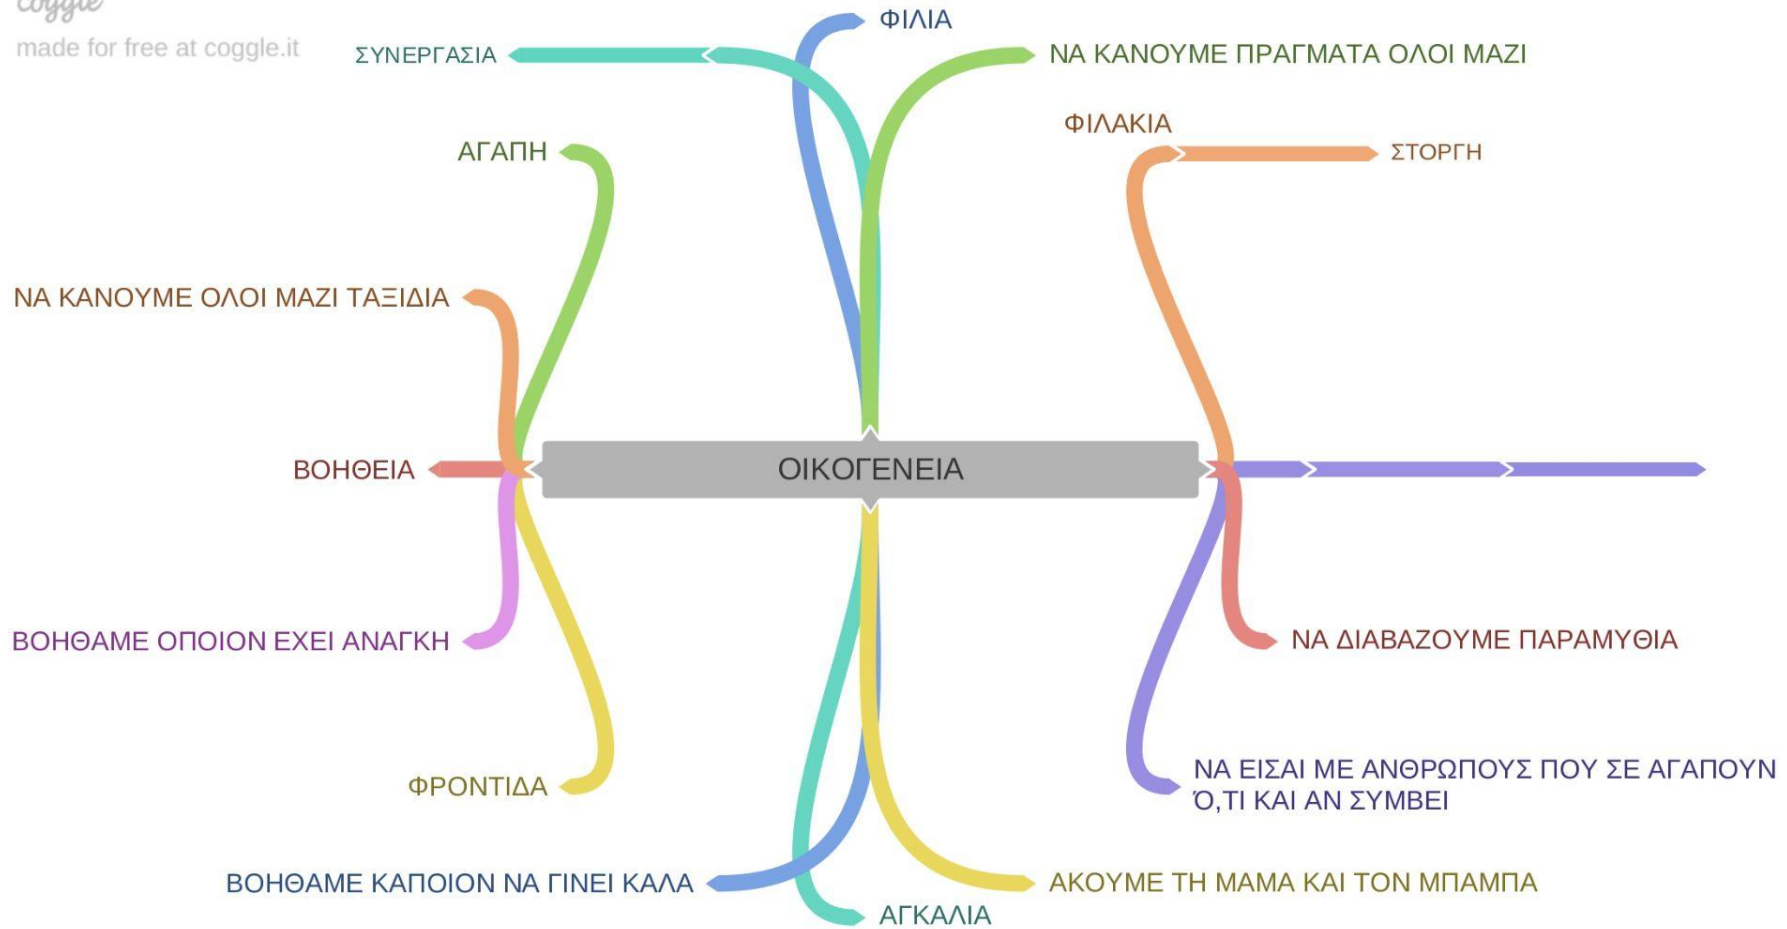 coggle
made for free at coggle.it
ΦΙΛΙΑ
ΣΥΝΕΡΓΑΣΙΑ
ΝΑ ΚΑΝΟΥΜΕ ΠΡΑΓΜΑΤΑ ΟΛΟΙ ΜΑΖΙ
ΦΙΛΑΚΙΑ
ΣΤΟΡΓΗ
ΑΓΑΠΗ
ΝΑ ΚΑΝΟΥΜΕ ΟΛΟΙ ΜΑΖΙ ΤΑΞΙΔΙΑ
ΒΟΗΘΕΙΑ
ΟΙΚΟΓΕΝΕΙΑ
ΒΟΗΘΑΜΕ ΟΠΟΙΟΝ ΕΧΕΙ ΑΝΑΓΚΗ
ΝΑ ΔΙΑΒΑΖΟΥΜΕ ΠΑΡΑΜΥΘΙΑ
ΦΡΟΝΤΙΔΑ
ΝΑ ΕΙΣΑΙ ΜΕ ΑΝΘΡΩΠΟΥΣ ΠΟΥ ΣΕ ΑΓΑΠΟΥΝ
Ό,ΤΙ ΚΑΙ ΑΝ ΣΥΜΒΕΙ
ΒΟΗΘΑΜΕ ΚΑΠΟΙΟΝ ΝΑ ΓΙΝΕΙ ΚΑΛΑ
ΑΚΟΥΜΕ ΤΗ ΜΑΜΑ ΚΑΙ ΤΟΝ ΜΠΑΜΠΑ
ΑΓΚΑΛΙΑ